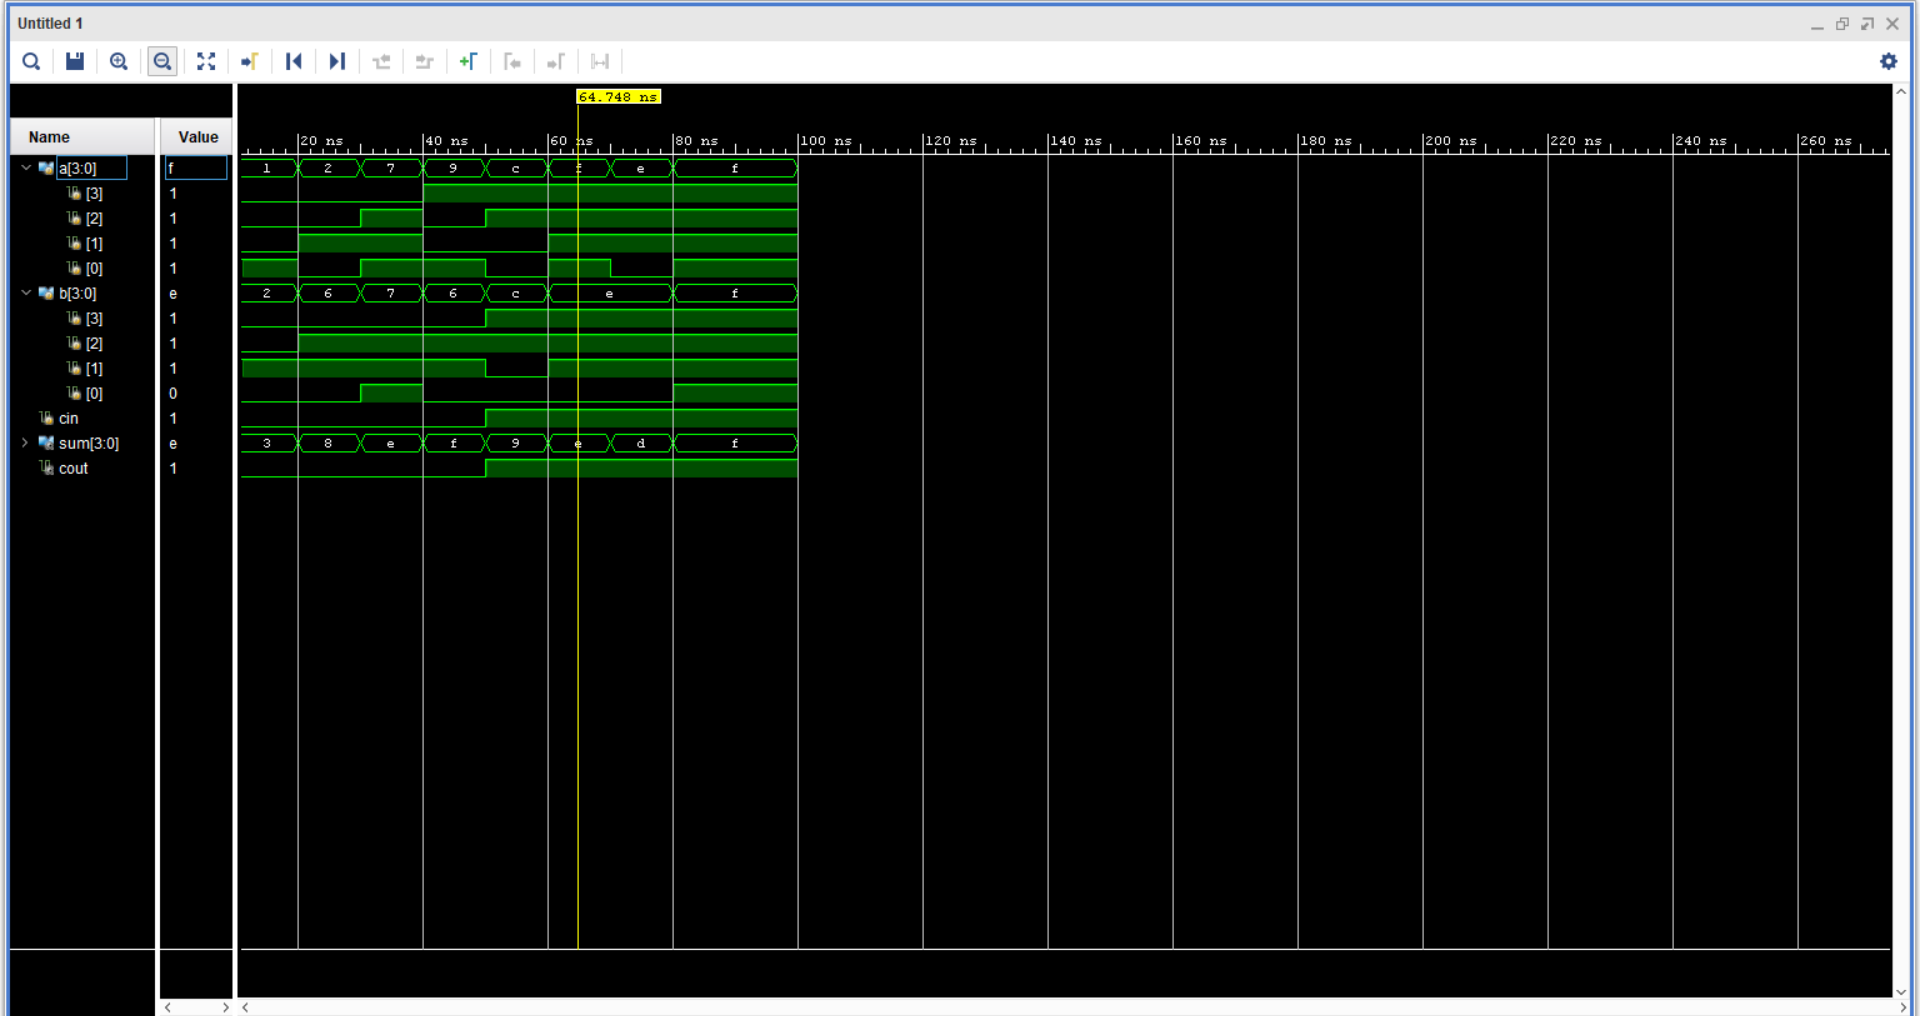 Untitled 1
64.748 ns
Name Value
20 ns 40 ns 60 ns 80 ns 100 ns 120 ns 140 ns 160 ns 180 ns 200 ns 220 ns 240 ns 260 ns
a[3:0] f 1 2 7 9 c f e f
[3] 1
[2] 1
[1] 1
[0] 1
b[3:0] e 2 6 7 6 c e f
[3] 1
[2] 1
[1] 1
[0] 0
cin 1
sum[3:0] e 3 8 e f 9 e d f
cout 1